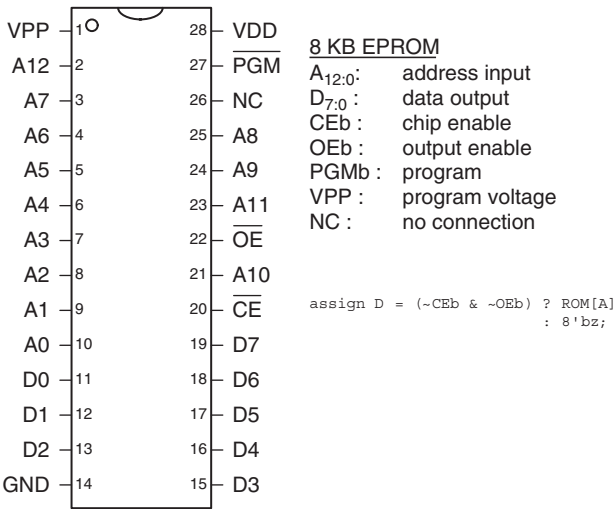 VPP 1 28 VDD
A12 2 27 PGM
A7 3 26 NC
A6 4 25 A8
A5 5 24 A9
A4 6 23 A11
A3 7 22 OE
A2 8 21 A10
A1 9 20 CE
A0 10 19 D7
D0 11 18 D6
D1 12 17 D5
D2 13 16 D4
GND 14 15 D3
8 KB EPROM
A12:0: address input
D7:0 : data output
CEb : chip enable
OEb : output enable
PGMb : program
VPP : program voltage
NC : no connection
assign D = (~CEb & ~OEb) ? ROM[A]
: 8'bz;